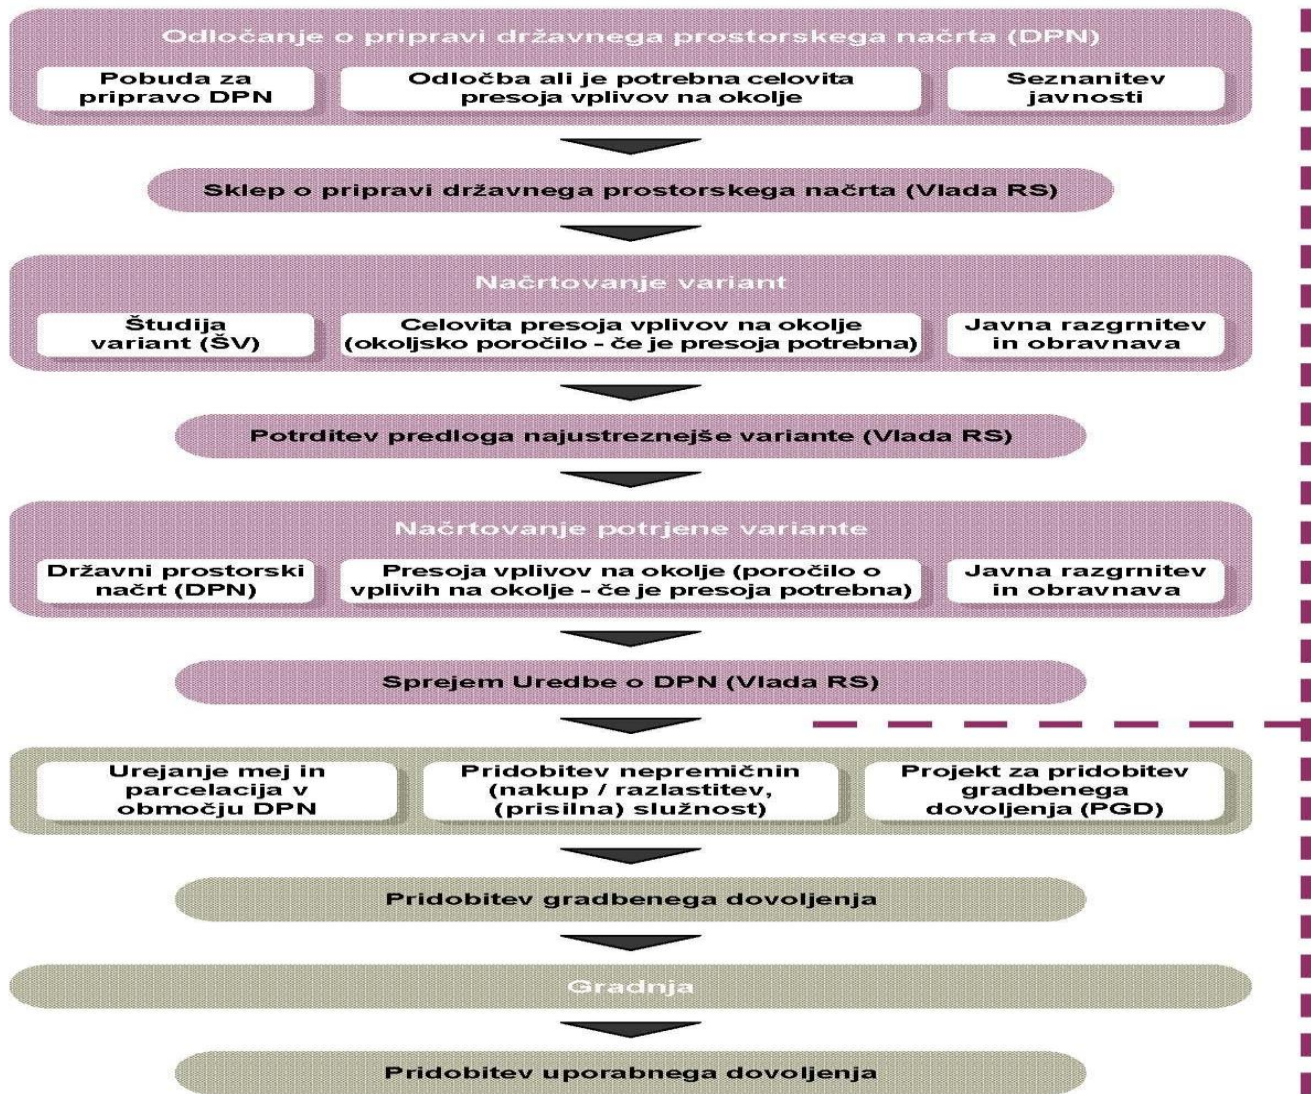 Odločanje o pripravi državnega prostorskega načrta (DPN)
Pobuda za
pripravo DPN
Odločba ali je potrebna celovita
presoja vplivov na okolje
Seznanitev
javnosti
Sklep o pripravi državnega prostorskega načrta (Vlada RS)
Načrtovanje variant
Študija
variant (ŠV)
Celovita presoja vplivov na okolje
(okoljsko poročilo - če je presoja potrebna)
Javna razgrnitev
in obravnava
Potrditev predloga najustreznejše variante (Vlada RS)
Načrtovanje potrjene variante
Državni prostorski
načrt (DPN)
Presoja vplivov na okolje (poročilo o
vplivih na okolje - če je presoja potrebna)
Javna razgrnitev
in obravnava
Sprejem Uredbe o DPN (Vlada RS)
Urejanje mej in
parcelacija v
območju DPN
Pridobitev nepremičnin
(nakup / razlastitev,
(prisilna) služnost)
Projekt za pridobitev
gradbenega
dovoljenja (PGD)
Pridobitev gradbenega dovoljenja
Gradnja
Pridobitev uporabnega dovoljenja